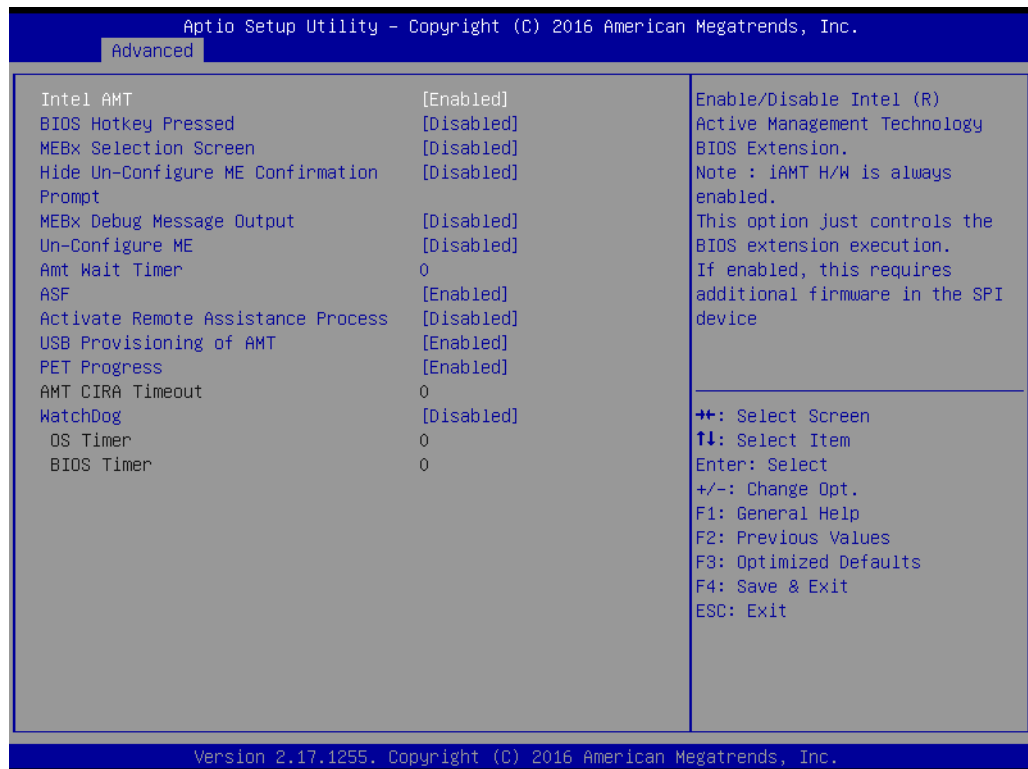 Aptio Setup Utility – Copyright (C) 2016 American Megatrends, Inc.
Advanced
Intel AMT [Enabled]
BIOS Hotkey Pressed [Disabled]
MEBx Selection Screen [Disabled]
Hide Un-Configure ME Confirmation [Disabled]
Prompt
MEBx Debug Message Output [Disabled]
Un-Configure ME [Disabled]
Amt Wait Timer 0
ASF [Enabled]
Activate Remote Assistance Process [Disabled]
USB Provisioning of AMT [Enabled]
PET Progress [Enabled]
AMT CIRA Timeout 0
WatchDog [Disabled]
OS Timer 0
BIOS Timer 0
Enable/Disable Intel (R)
Active Management Technology
BIOS Extension.
Note : iAMT H/W is always
enabled.
This option just controls the
BIOS extension execution.
If enabled, this requires
additional firmware in the SPI
device
→←: Select Screen
↑↓: Select Item
Enter: Select
+/-: Change Opt.
F1: General Help
F2: Previous Values
F3: Optimized Defaults
F4: Save & Exit
ESC: Exit
Version 2.17.1255. Copyright (C) 2016 American Megatrends, Inc.